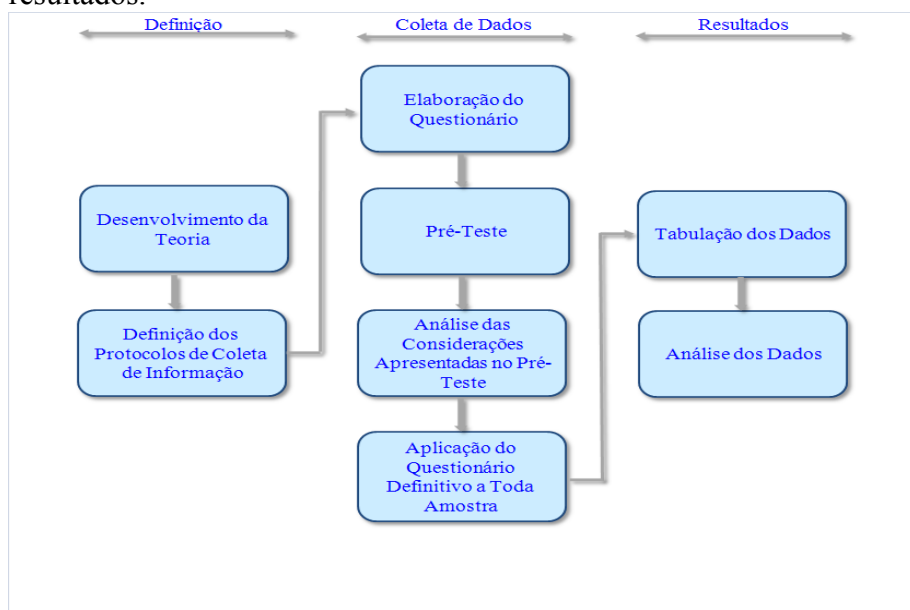 resultados.
Definição
Coleta de Dados
Resultados
Desenvolvimento da
Teoria
Definição dos
Protocolos de Coleta
de Informação
Elaboração do
Questionário
Pré-Teste
Análise das
Considerações
Apresentadas no Pré-
Teste
Aplicação do
Questionário
Definitivo a Toda
Amostra
Tabulação dos Dados
Análise dos Dados